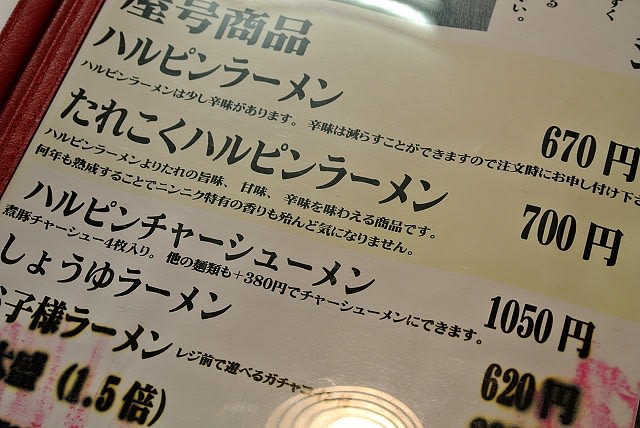 屋号商品
ハルピンラーメン 670円
ハルピンラーメンは少し辛味があります。辛味は減らすことができますので注文時にお申し付け下さ
たれこくハルピンラーメン 700円
ハルピンラーメンよりたれの旨味、甘味、辛味を味わえる商品です。
何年も熟成することでニンニク特有の香りも殆んど気になりません。
ハルピンチャーシューメン 1050円
煮豚チャーシュー4枚入り。他の麺類も+380円でチャーシューメンにできます。
しょうゆラーメン 620円
子様ラーメン レジ前で選べるガチャ
大盛(1.5倍)